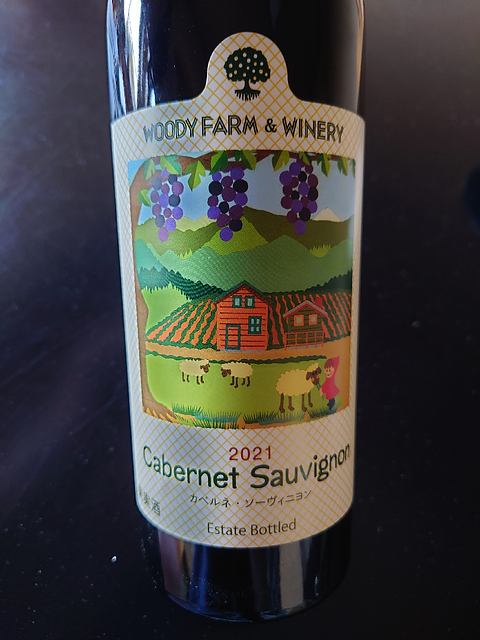 WOODY FARM & WINERY
2021
Cabernet Sauvignon
カベルネ・ソーヴィニヨン
Estate Bottled